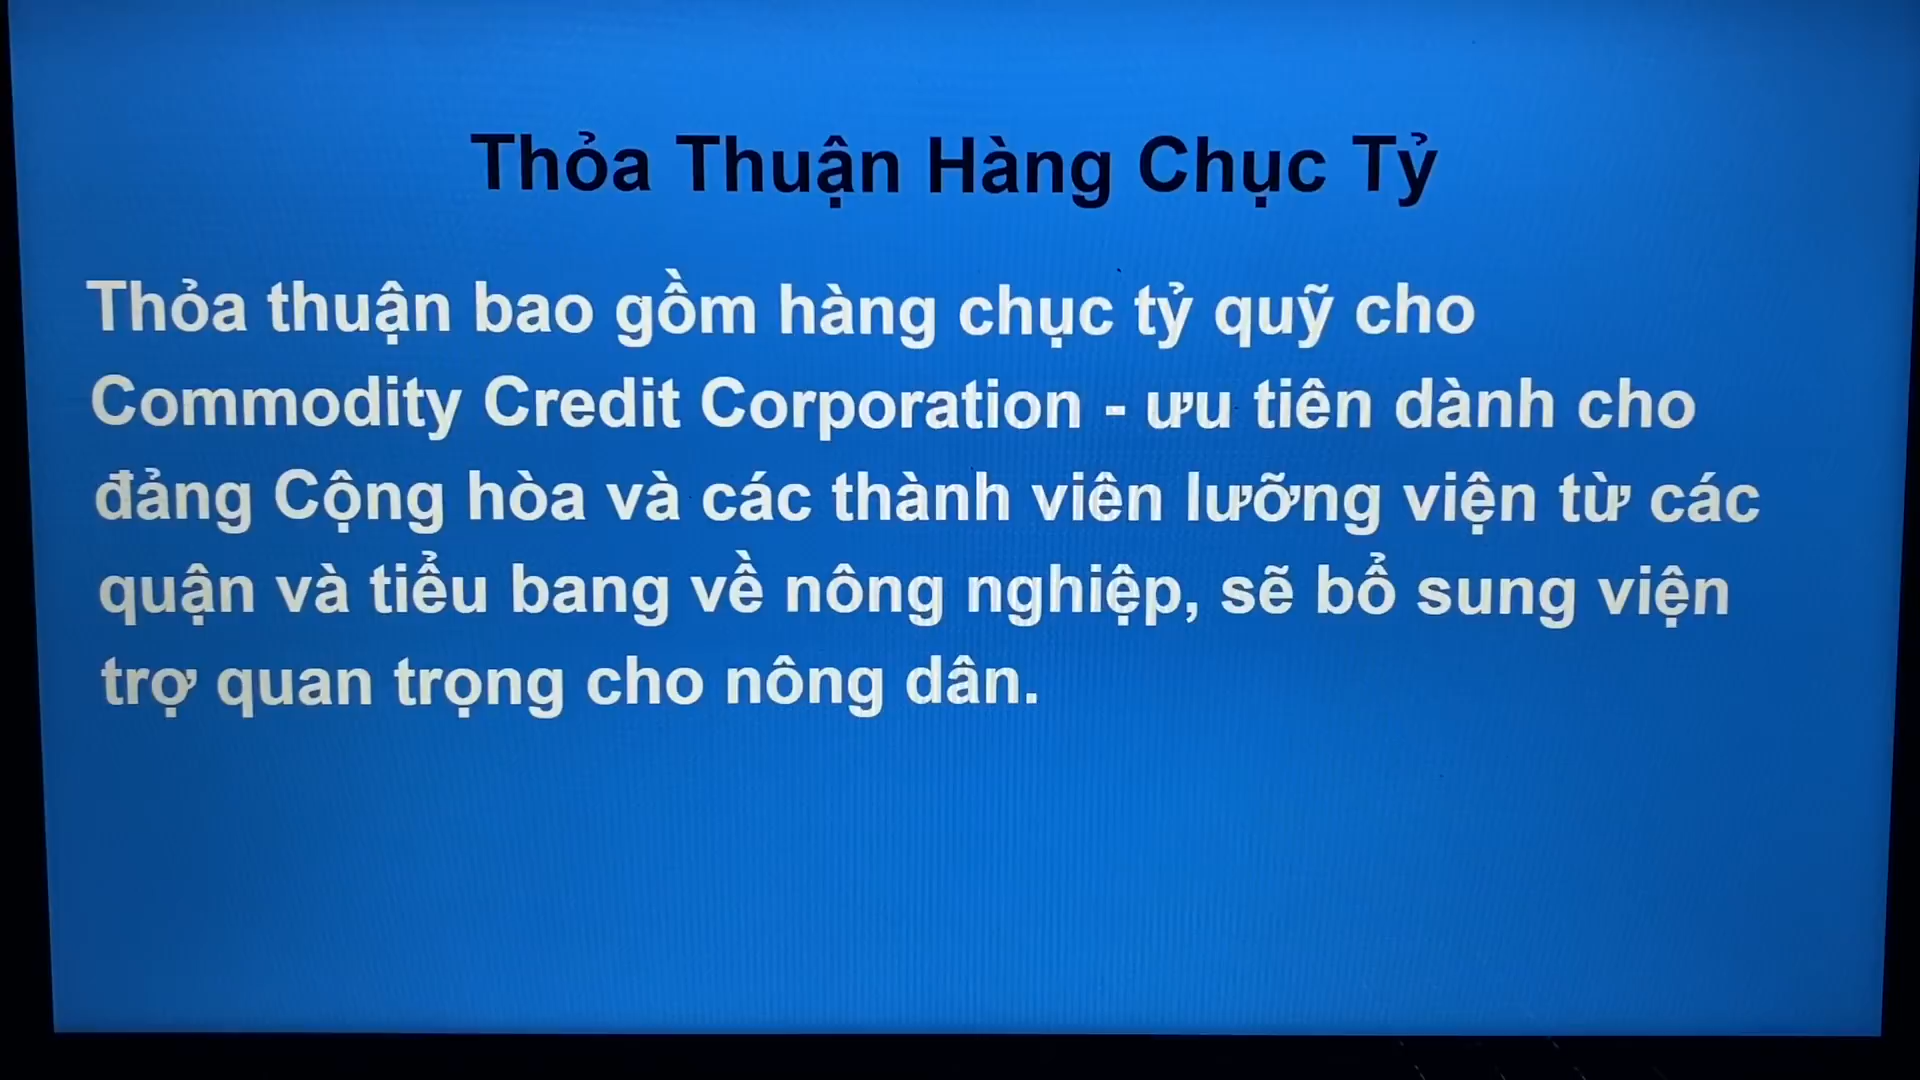 Thỏa Thuận Hàng Chục Tỷ
Thỏa thuận bao gồm hàng chục tỷ quỹ cho
Commodity Credit Corporation - ưu tiên dành cho
đảng Cộng hòa và các thành viên lưỡng viện từ các
quận và tiểu bang về nông nghiệp, sẽ bổ sung viện
trợ quan trọng cho nông dân.